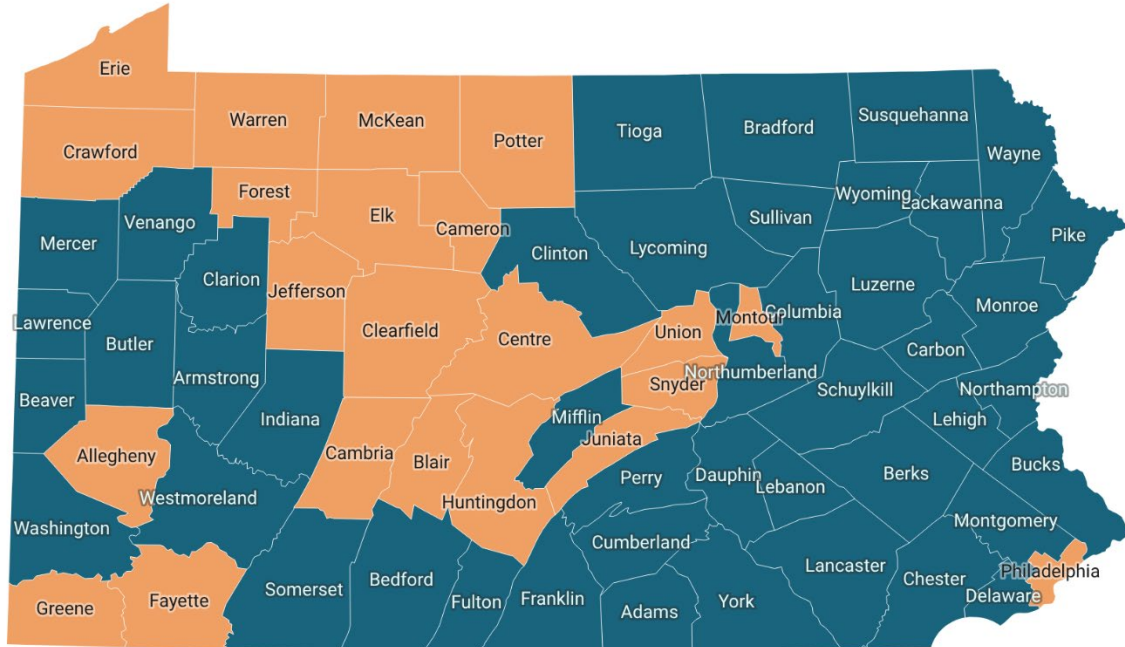 Erie
Warren
McKean
Potter
Tioga
Bradford
Susquehanna
Wayne
Crawford
Forest
Elk
Cameron
Sullivan
Wyoming
Lackawanna
Pike
Mercer
Venango
Clarion
Clinton
Lycoming
Luzerne
Monroe
Jefferson
Lawrence
Butler
Clearfield
Centre
Union
Montour
Columbia
Carbon
Armstrong
Snyder
Northumberland
Schuylkill
Northampton
Beaver
Indiana
Mifflin
Lehigh
Juniata
Allegheny
Cambria
Blair
Bucks
Huntingdon
Perry
Dauphin
Lebanon
Berks
Westmoreland
Washington
Montgomery
Cumberland
Lancaster
Philadelphia
Somerset
Bedford
Fulton
Franklin
Adams
York
Chester
Delaware
Greene
Fayette